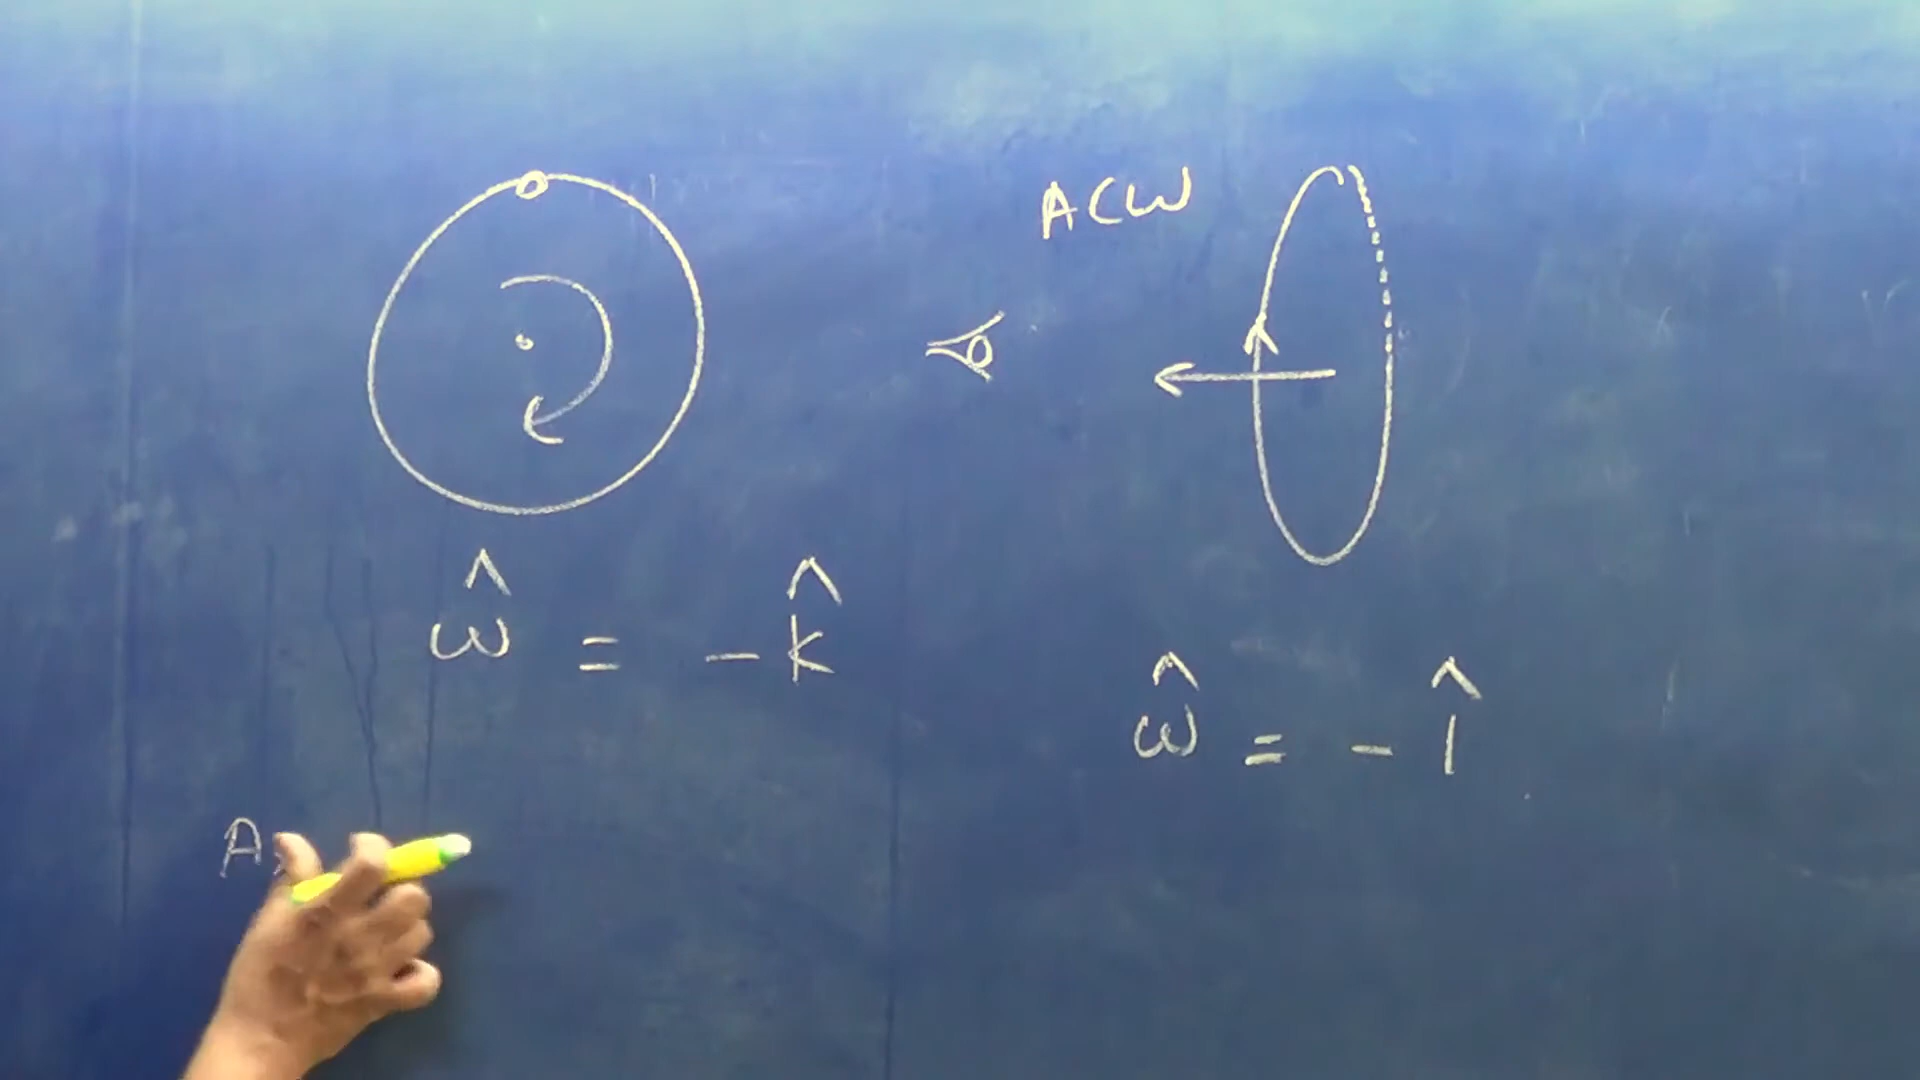 ACW
ω̂ = - k̂
ω̂ = - î
A